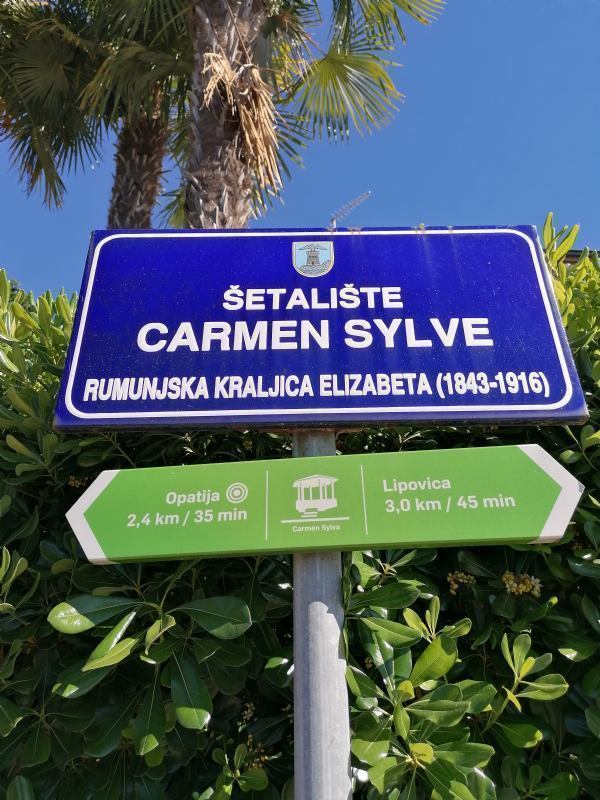 ŠETALIŠTE
CARMEN SYLVE
RUMUNJSKA KRALJICA ELIZABETA (1843-1916)
Opatija
2,4 km / 35 min
Carmen Sylva
Lipovica
3,0 km / 45 min